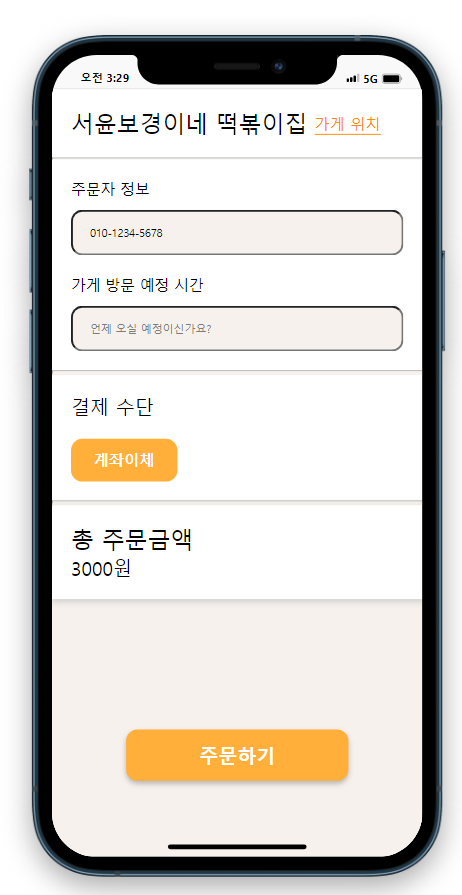 오전 3:29
5G
서윤보경이네 떡볶이집 가게 위치
주문자 정보
010-1234-5678
가게 방문 예정 시간
언제 오실 예정이신가요?
결제 수단
계좌이체
총 주문금액
3000원
주문하기